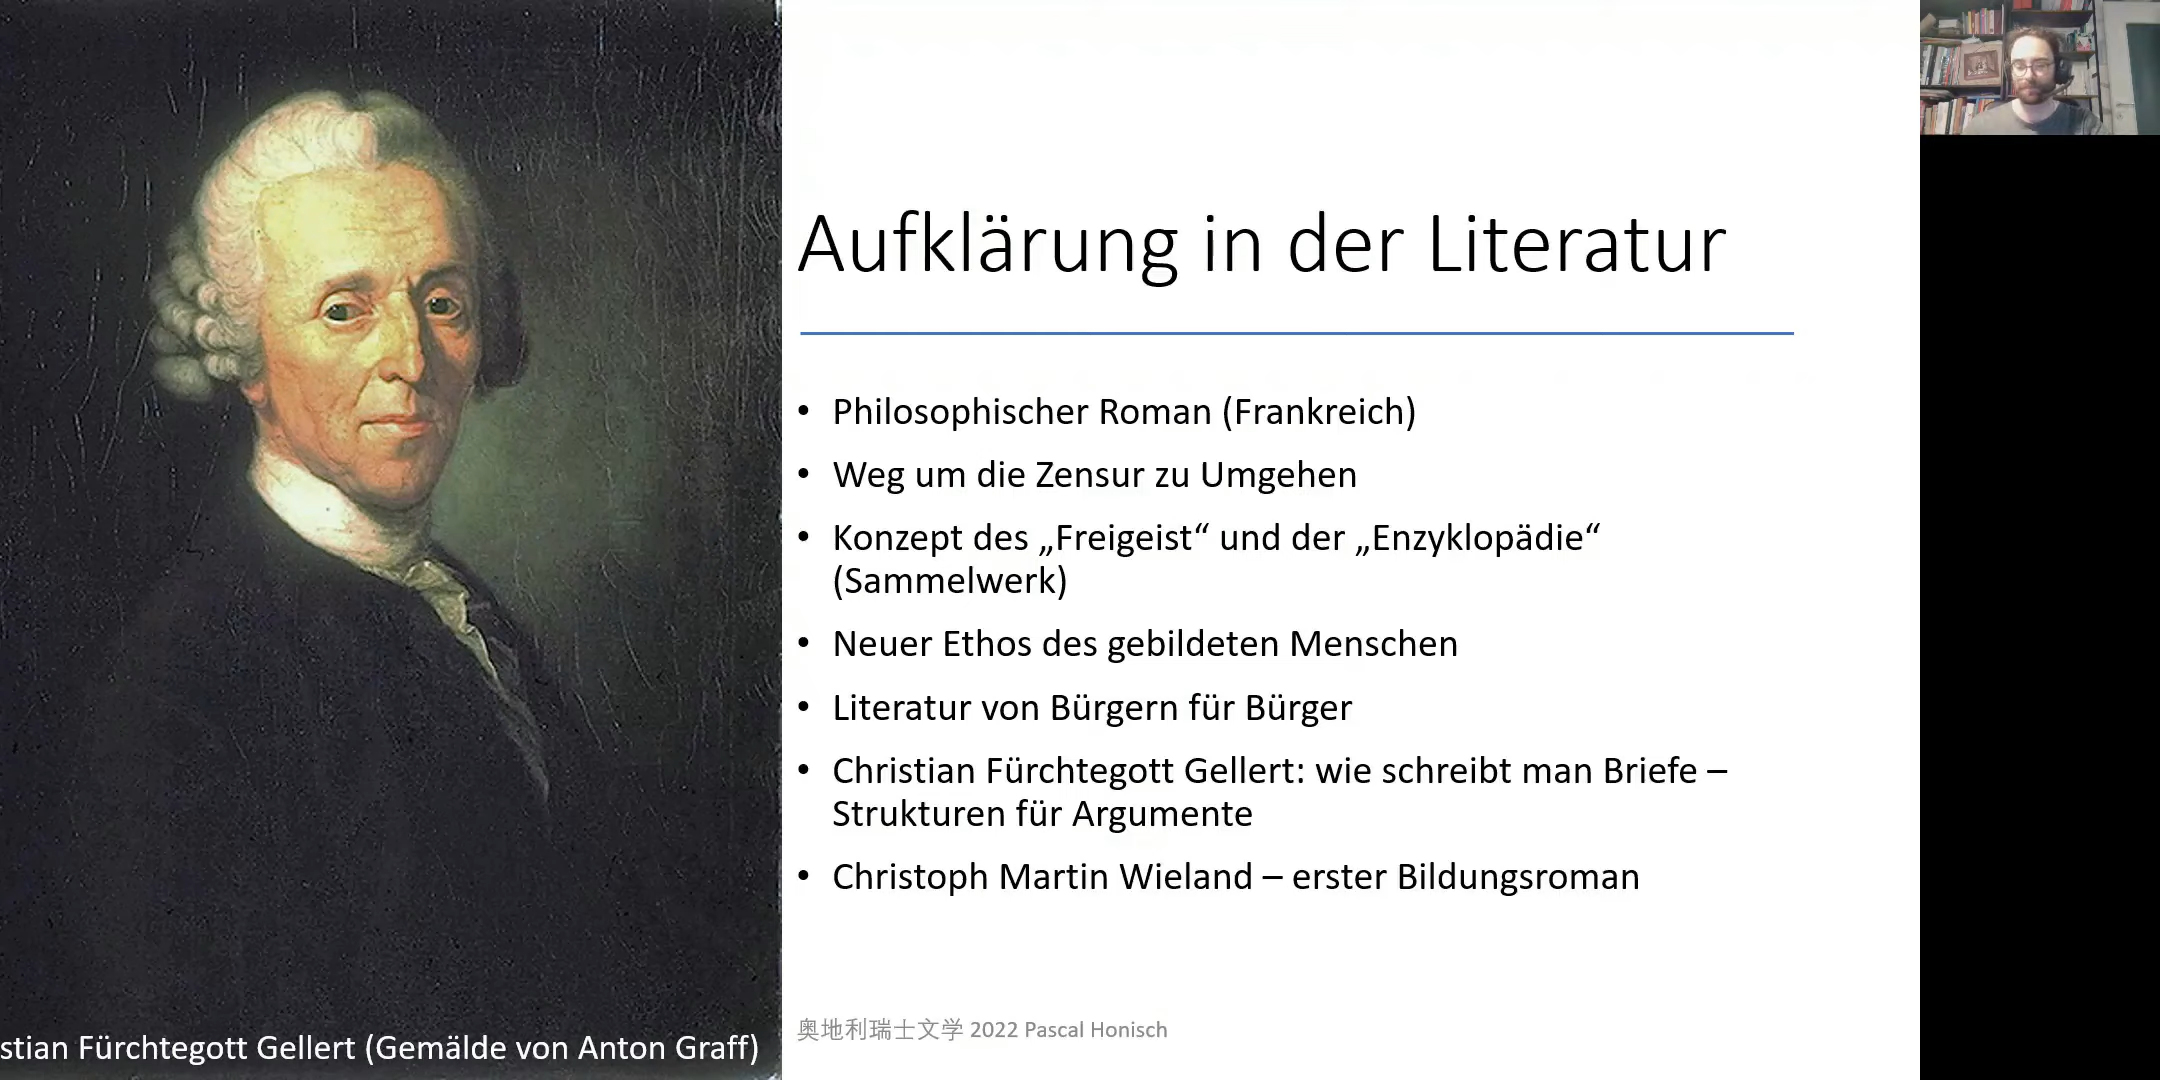 Aufklärung in der Literatur
• Philosophischer Roman (Frankreich)
• Weg um die Zensur zu Umgehen
• Konzept des „Freigeist“ und der „Enzyklopädie“
(Sammelwerk)
• Neuer Ethos des gebildeten Menschen
• Literatur von Bürgern für Bürger
• Christian Fürchtegott Gellert: wie schreibt man Briefe –
Strukturen für Argumente
• Christoph Martin Wieland – erster Bildungsroman
奥地利瑞士文学 2022 Pascal Honisch
stian Fürchtegott Gellert (Gemälde von Anton Graff)